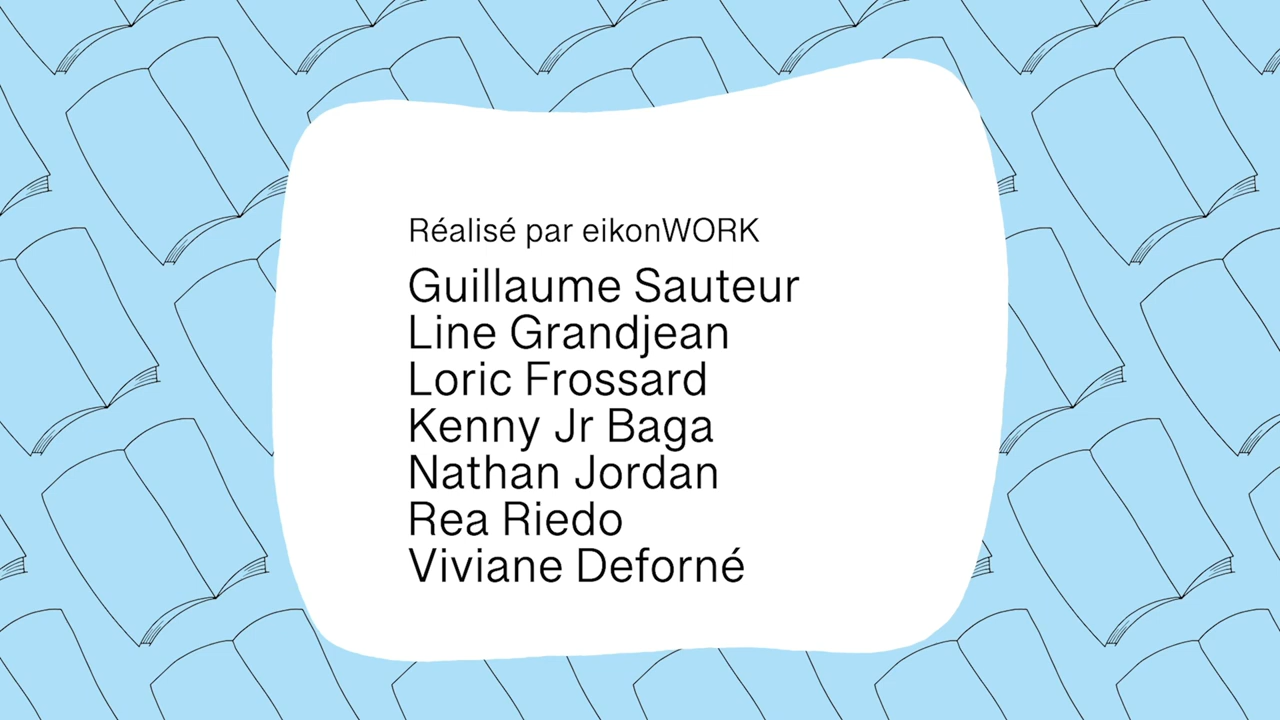 Réalisé par eikonWORK
Guillaume Sauteur
Line Grandjean
Loric Frossard
Kenny Jr Baga
Nathan Jordan
Rea Riedo
Viviane Deforné